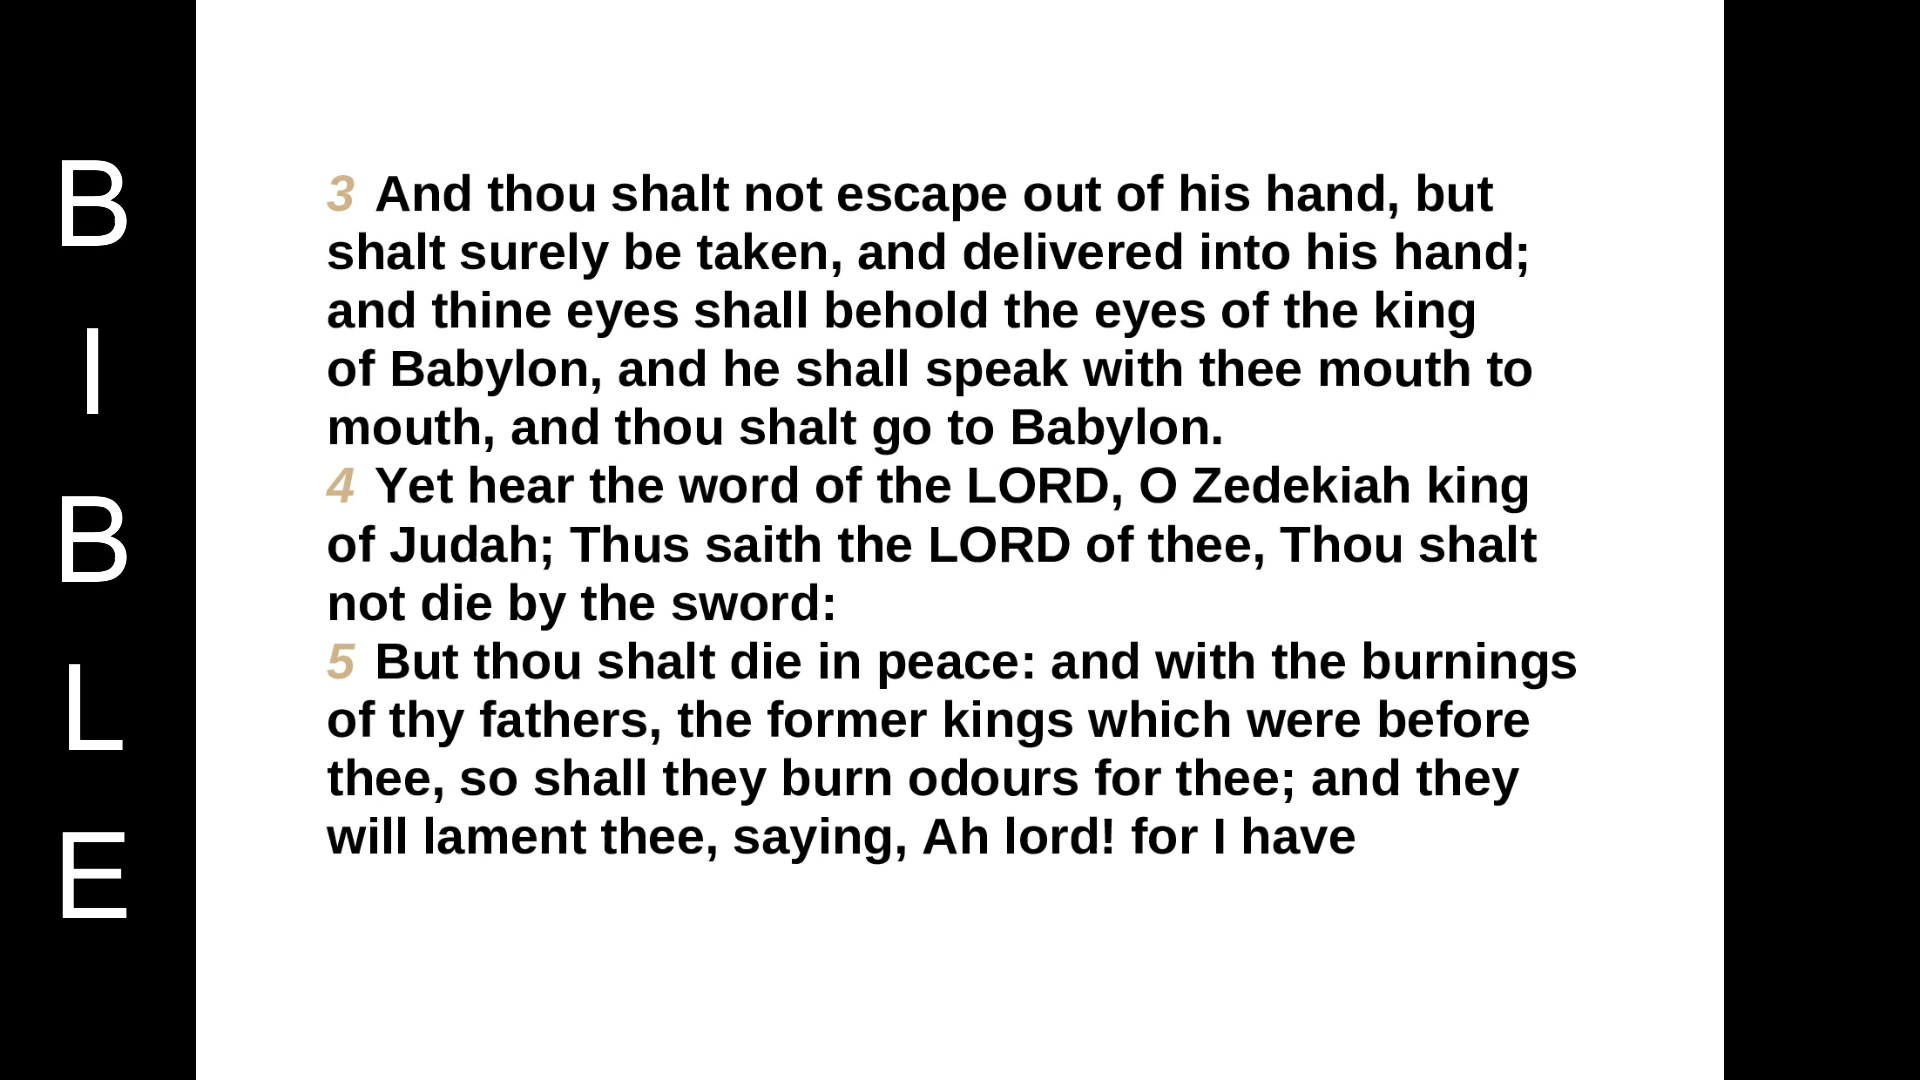 B
I
B
L
E
3 And thou shalt not escape out of his hand, but
shalt surely be taken, and delivered into his hand;
and thine eyes shall behold the eyes of the king
of Babylon, and he shall speak with thee mouth to
mouth, and thou shalt go to Babylon.
4 Yet hear the word of the LORD, O Zedekiah king
of Judah; Thus saith the LORD of thee, Thou shalt
not die by the sword:
5 But thou shalt die in peace: and with the burnings
of thy fathers, the former kings which were before
thee, so shall they burn odours for thee; and they
will lament thee, saying, Ah lord! for I have